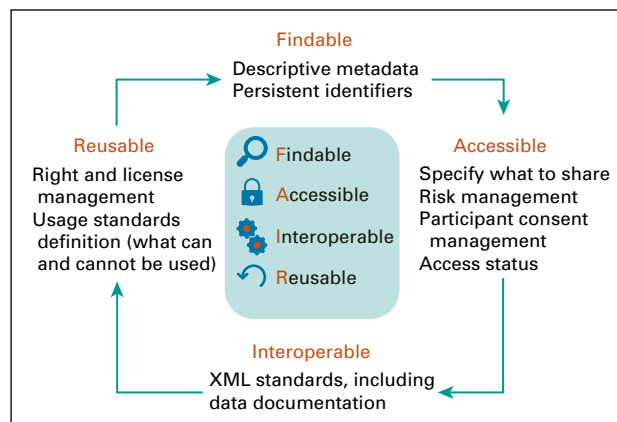 Findable
Descriptive metadata
Persistent identifiers
Reusable
Right and license
management
Usage standards
definition (what can
and cannot be used)
Findable
Accessible
Interoperable
Reusable
Accessible
Specify what to share
Risk management
Participant consent
management
Access status
Interoperable
XML standards, including
data documentation